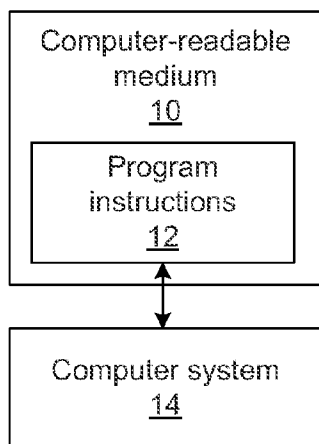 Computer-readable
medium
10
Program
instructions
12
Computer system
14